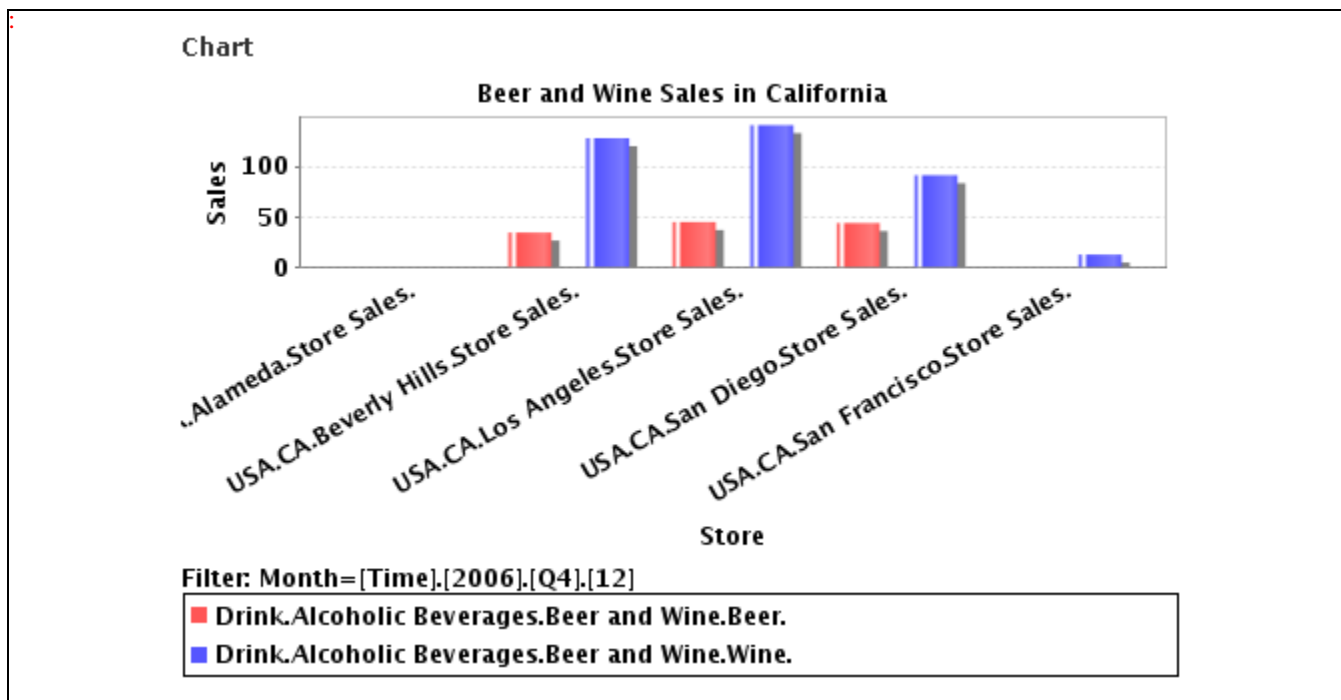 :
Chart
Beer and Wine Sales in California
Sales
100
50
0
\.Alameda.Store Sales.
USA.CA.Beverly Hills.Store Sales.
USA.CA.Los Angeles.Store Sales.
USA.CA.San Diego.Store Sales.
USA.CA.San Francisco.Store Sales.
Store
Filter: Month=[Time].[2006].[Q4].[12]
Drink.Alcoholic Beverages.Beer and Wine.Beer.
Drink.Alcoholic Beverages.Beer and Wine.Wine.